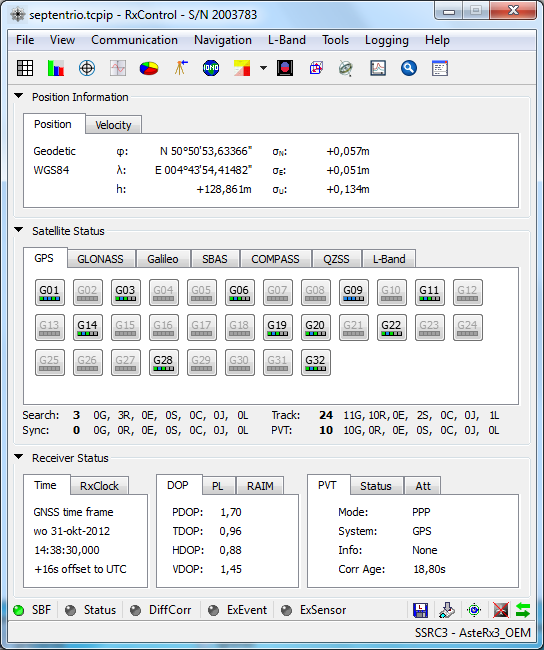 septentrio.tcpip - RxControl - S/N 2003783
File View Communication Navigation L-Band Tools Logging Help
IONO
Position Information
Position Velocity
Geodetic φ: N 50°50'53,63366" σN: +0,057m
WGS84 λ: E 004°43'54,41482" σE: +0,051m
h: +128,861m σU: +0,134m
Satellite Status
GPS GLONASS Galileo SBAS COMPASS QZSS L-Band
G01 G02 G03 G04 G05 G06 G07 G08 G09 G10 G11 G12
G13 G14 G15 G16 G17 G18 G19 G20 G21 G22 G23 G24
G25 G26 G27 G28 G29 G30 G31 G32
Search: 3 0G, 3R, 0E, 0S, 0C, 0J, 0L Track: 24 11G, 10R, 0E, 2S, 0C, 0J, 1L
Sync: 0 0G, 0R, 0E, 0S, 0C, 0J, 0L PVT: 10 10G, 0R, 0E, 0S, 0C, 0J, 0L
Receiver Status
Time RxClock DOP PL RAIM PVT Status Att
GNSS time frame PDOP: 1,70 Mode: PPP
wo 31-okt-2012 TDOP: 0,96 System: GPS
14:38:30,000 HDOP: 0,88 Info: None
+16s offset to UTC VDOP: 1,45 Corr Age: 18,80s
SBF Status DiffCorr ExEvent ExSensor
SSRC3 - AsteRx3_OEM